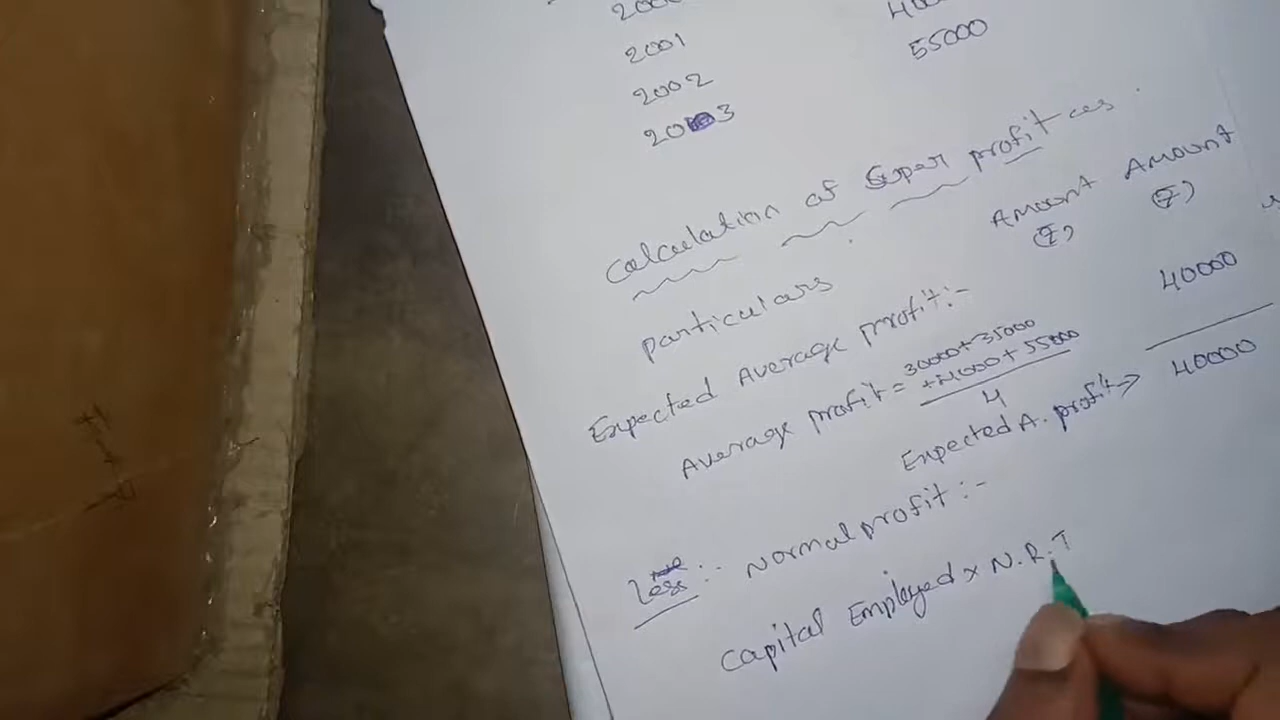 2001
55000
2002
2003
Calculation of Super profit
particulars Amount (₹) Amount (₹)
Expected Average profit:- 40000
Average profit = 30000+35000
+40000+55000
4
Expected A. profit=> 40000
Less:- Normal profit:-
Capital Employed x N.R.